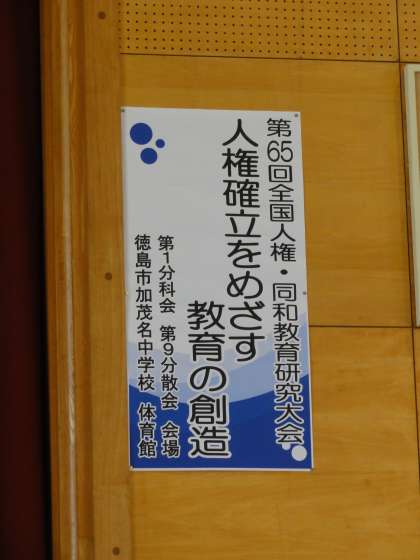 第65回全国人権・同和教育研究大会
人権確立をめざす
教育の創造
第1分科会 第9分散会 会場
徳島市加茂名中学校 体育館